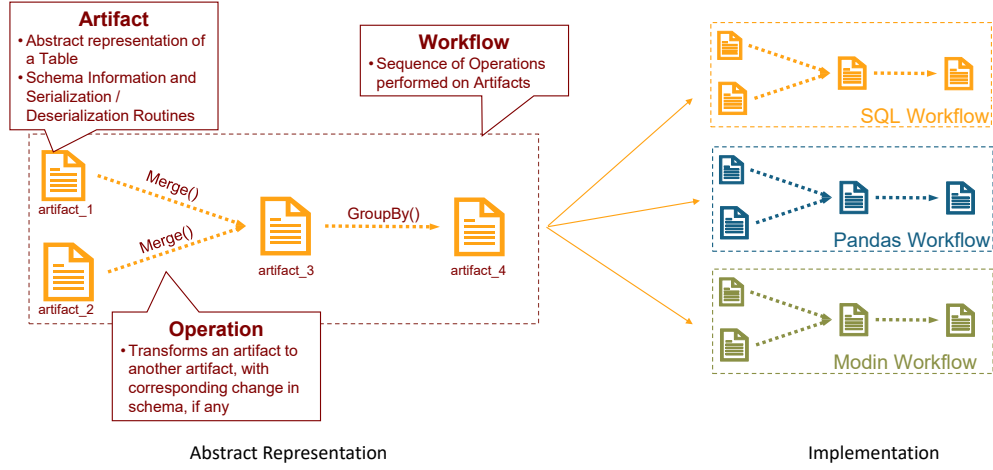 Artifact
• Abstract representation of
a Table
• Schema Information and
Serialization /
Deserialization Routines
Workflow
• Sequence of Operations
performed on Artifacts
Merge()
artifact_1
Merge()
artifact_2
artifact_3
GroupBy()
artifact_4
Operation
• Transforms an artifact to
another artifact, with
corresponding change in
schema, if any
SQL Workflow
Pandas Workflow
Modin Workflow
Abstract Representation
Implementation